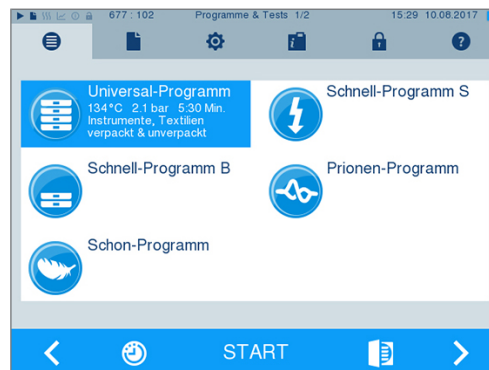 677 : 102 Programme & Tests 1/2 15:29 10.08.2017
Universal-Programm
134°C 2.1 bar 5:30 Min.
Instrumente, Textilien
verpackt & unverpackt
Schnell-Programm S
Schnell-Programm B
Prionen-Programm
Schon-Programm
START